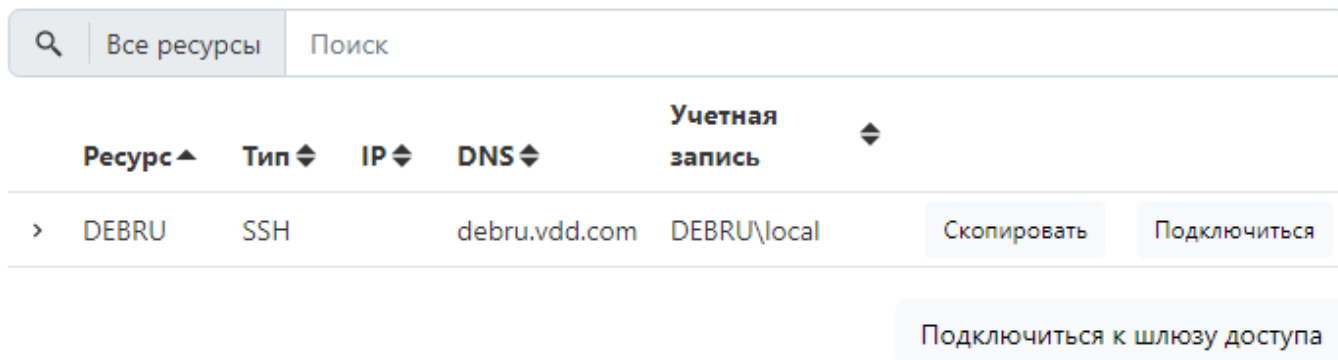 Все ресурсы Поиск
Ресурс Тип IP DNS Учетная запись
DEBRU SSH debru.vdd.com DEBRU\local Скопировать Подключиться
Подключиться к шлюзу доступа